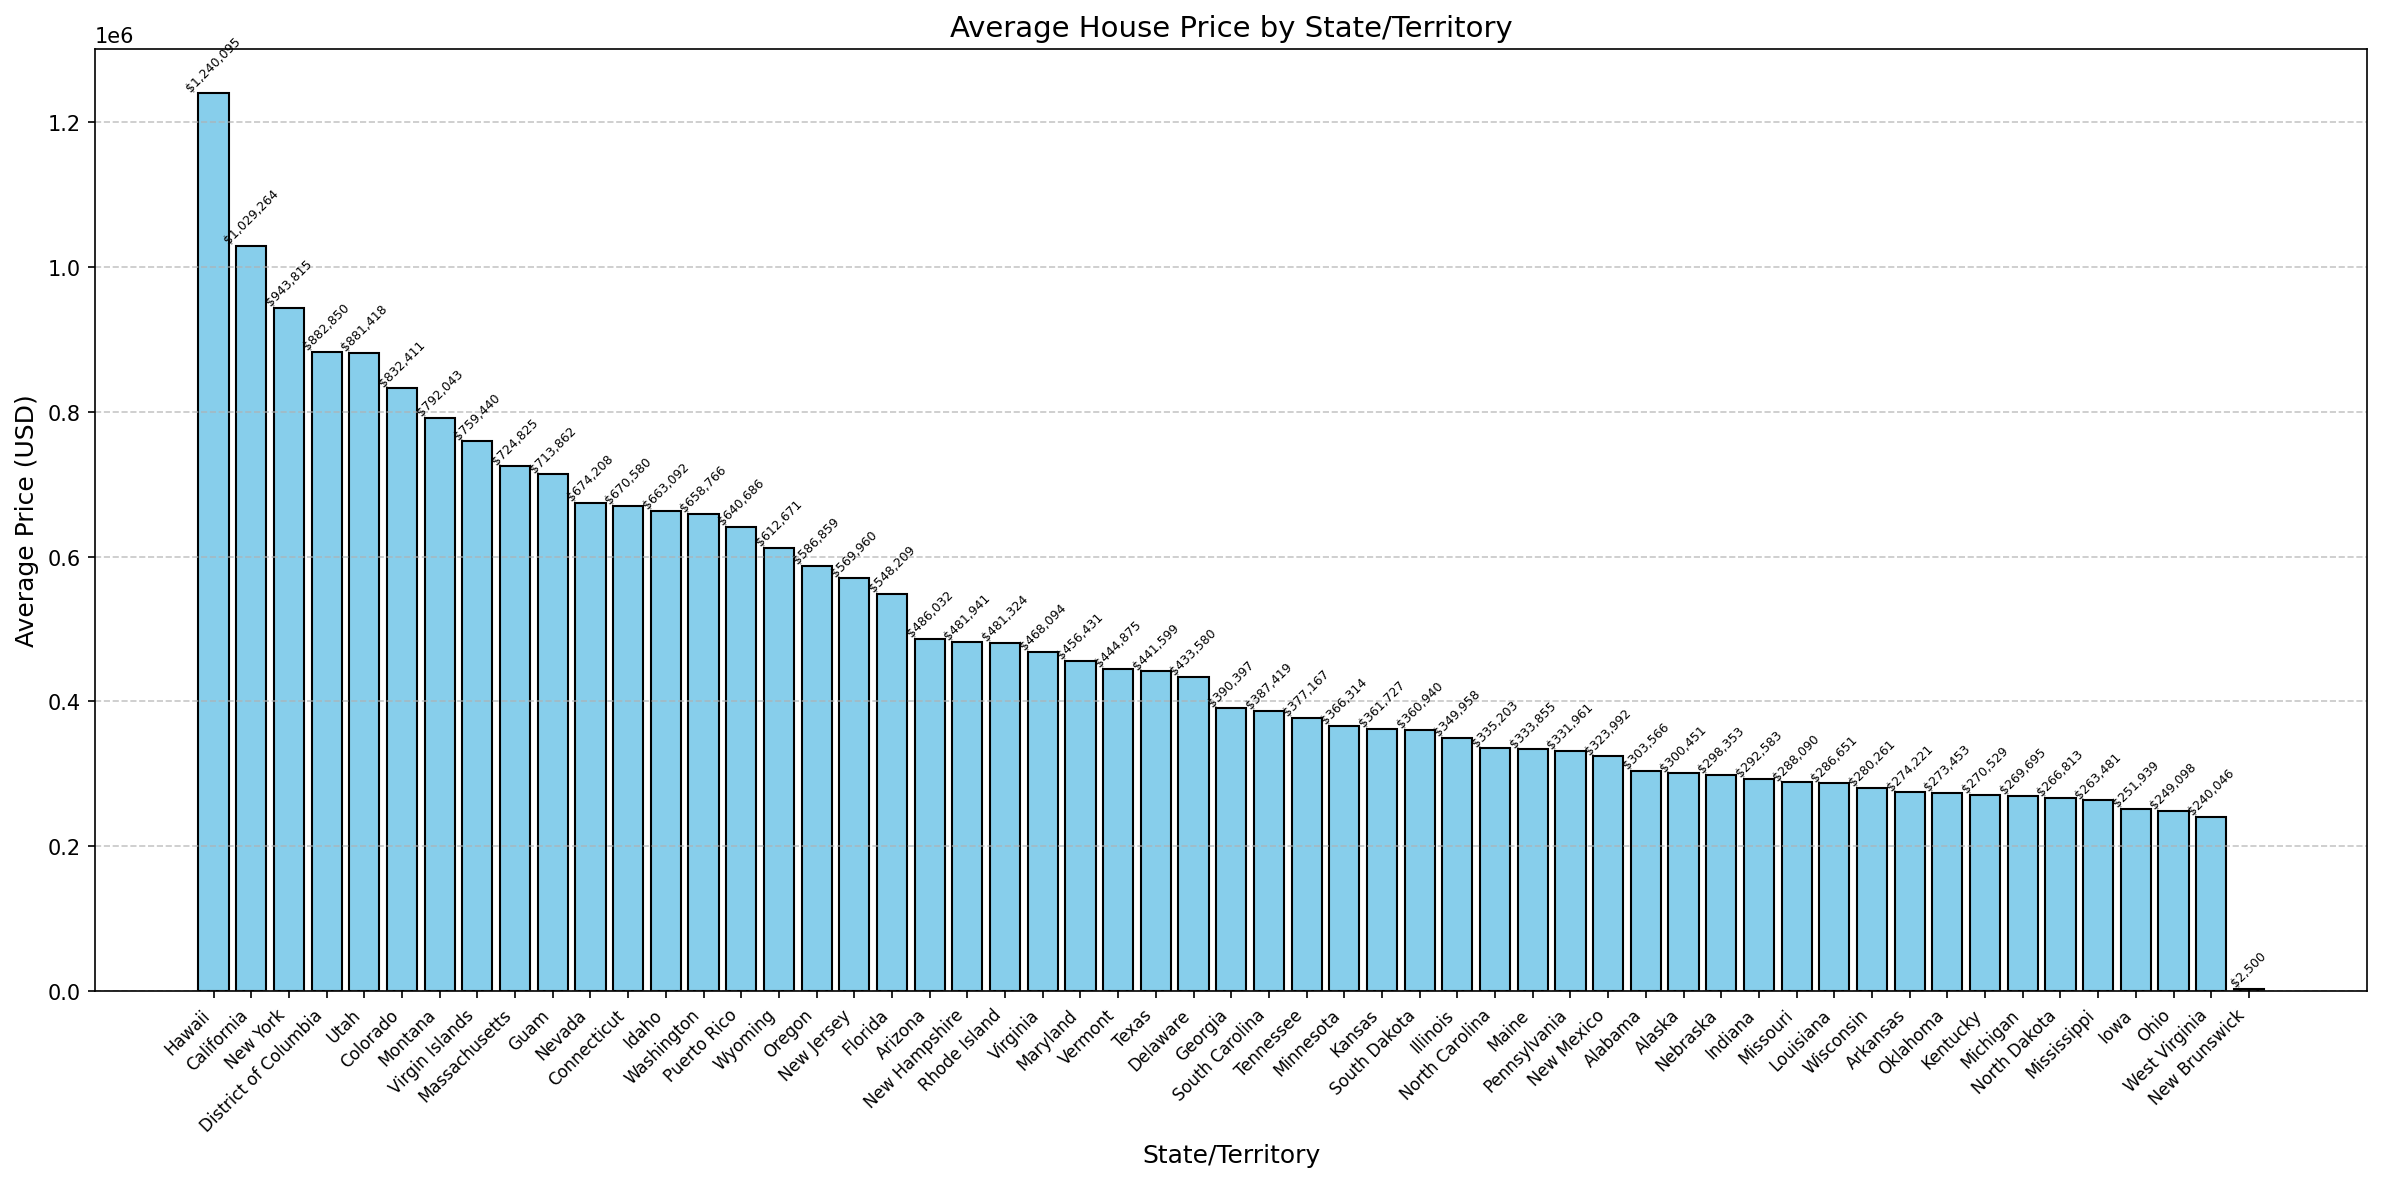 Average House Price by State/Territory
1e6
1.2
1.0
0.8
0.6
0.4
0.2
0.0
Average Price (USD)
$1,240,095
$1,029,264
$943,815
$882,850
$881,418
$832,411
$792,043
$759,440
$724,825
$713,862
$674,208
$670,580
$663,092
$658,766
$640,686
$612,671
$586,859
$569,960
$548,209
$486,032
$481,941
$481,324
$468,094
$456,431
$444,875
$441,599
$433,580
$390,397
$387,419
$377,167
$366,314
$361,727
$360,940
$349,958
$335,203
$333,855
$331,961
$323,992
$303,566
$300,451
$298,353
$292,583
$288,090
$286,651
$280,261
$274,221
$273,453
$270,529
$269,695
$266,813
$263,481
$251,939
$249,098
$240,046
$2,500
Hawaii
California
New York
District of Columbia
Utah
Colorado
Montana
Virgin Islands
Massachusetts
Guam
Nevada
Connecticut
Idaho
Washington
Puerto Rico
Wyoming
Oregon
New Jersey
Florida
Arizona
New Hampshire
Rhode Island
Virginia
Maryland
Vermont
Texas
Delaware
Georgia
South Carolina
Tennessee
Minnesota
Kansas
South Dakota
Illinois
North Carolina
Maine
Pennsylvania
New Mexico
Alabama
Alaska
Nebraska
Indiana
Missouri
Louisiana
Wisconsin
Arkansas
Oklahoma
Kentucky
Michigan
North Dakota
Mississippi
Iowa
Ohio
West Virginia
New Brunswick
State/Territory